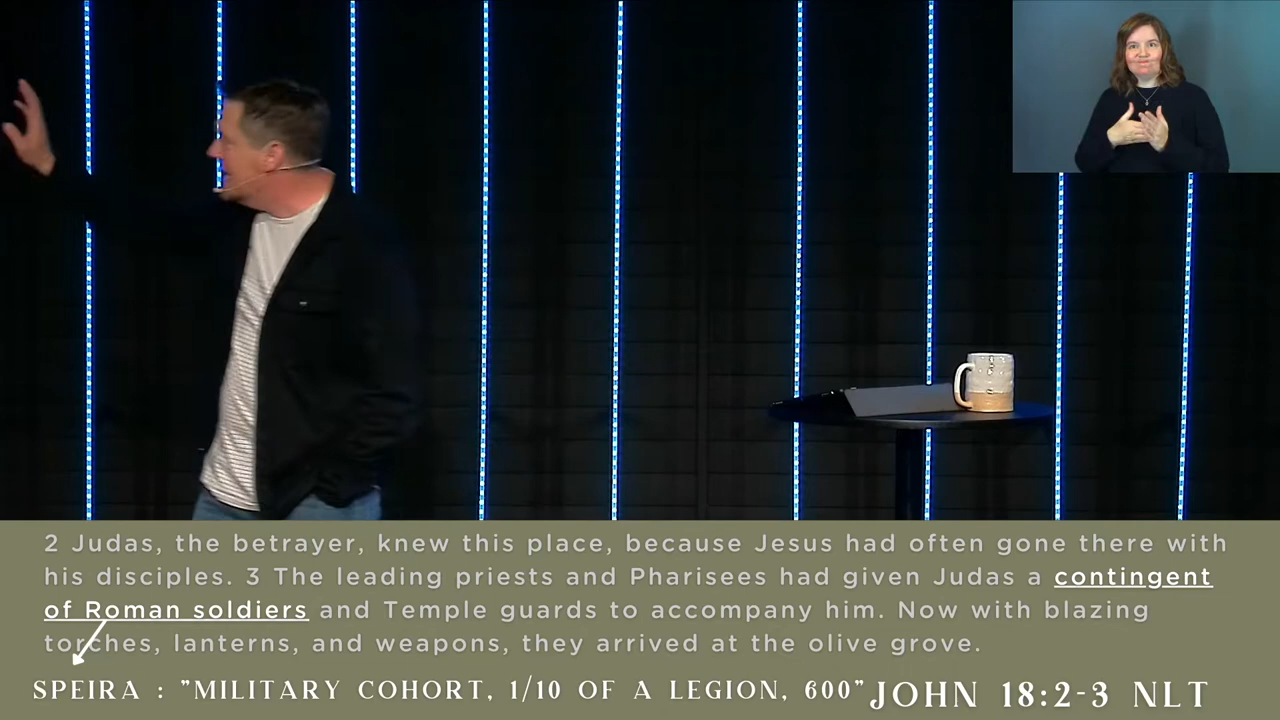 2 Judas, the betrayer, knew this place, because Jesus had often gone there with
his disciples. 3 The leading priests and Pharisees had given Judas a contingent
of Roman soldiers and Temple guards to accompany him. Now with blazing
torches, lanterns, and weapons, they arrived at the olive grove.
SPEIRA : "MILITARY COHORT, 1/10 OF A LEGION, 600"
JOHN 18:2-3 NLT